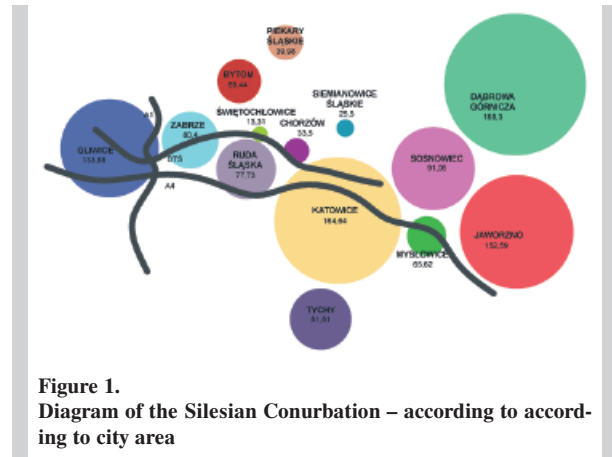 PIEKARY
ŚLĄSKIE
39,98
BYTOM
69,44
SIEMIANOWICE
ŚLĄSKIE
25,5
DĄBROWA
GÓRNICZA
188,3
ŚWIĘTOCHŁOWICE
13,31
A1
ZABRZE
80,4
CHORZÓW
33,5
GLIWICE
133,88
DTŚ
RUDA
ŚLĄSKA
77,73
SOSNOWIEC
91,06
A4
KATOWICE
164,64
JAWORZNO
152,59
MYSŁOWICE
65,62
TYCHY
81,81
Figure 1.
Diagram of the Silesian Conurbation – according to accord-
ing to city area